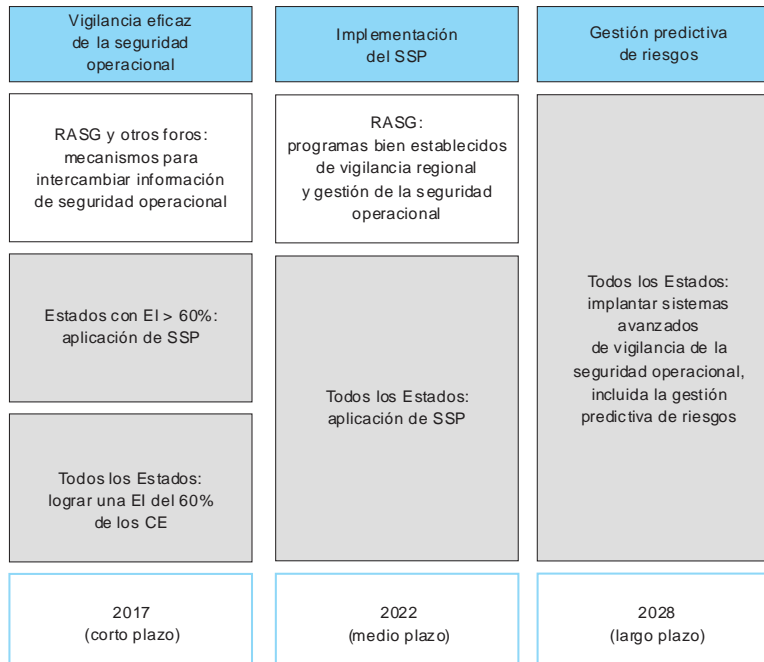 Vigilancia eficaz
de la seguridad
operacional
Implementación
del SSP
Gestión predictiva
de riesgos
RASG y otros foros:
mecanismos para
intercambiar información
de seguridad operacional
RASG:
programas bien establecidos
de vigilancia regional
y gestión de la seguridad
operacional
Estados con EI > 60%:
aplicación de SSP
Todos los Estados:
lograr una EI del 60%
de los CE
Todos los Estados:
aplicación de SSP
Todos los Estados:
implantar sistemas
avanzados
de vigilancia de la
seguridad operacional,
incluida la gestión
predictiva de riesgos
2017
(corto plazo)
2022
(medio plazo)
2028
(largo plazo)